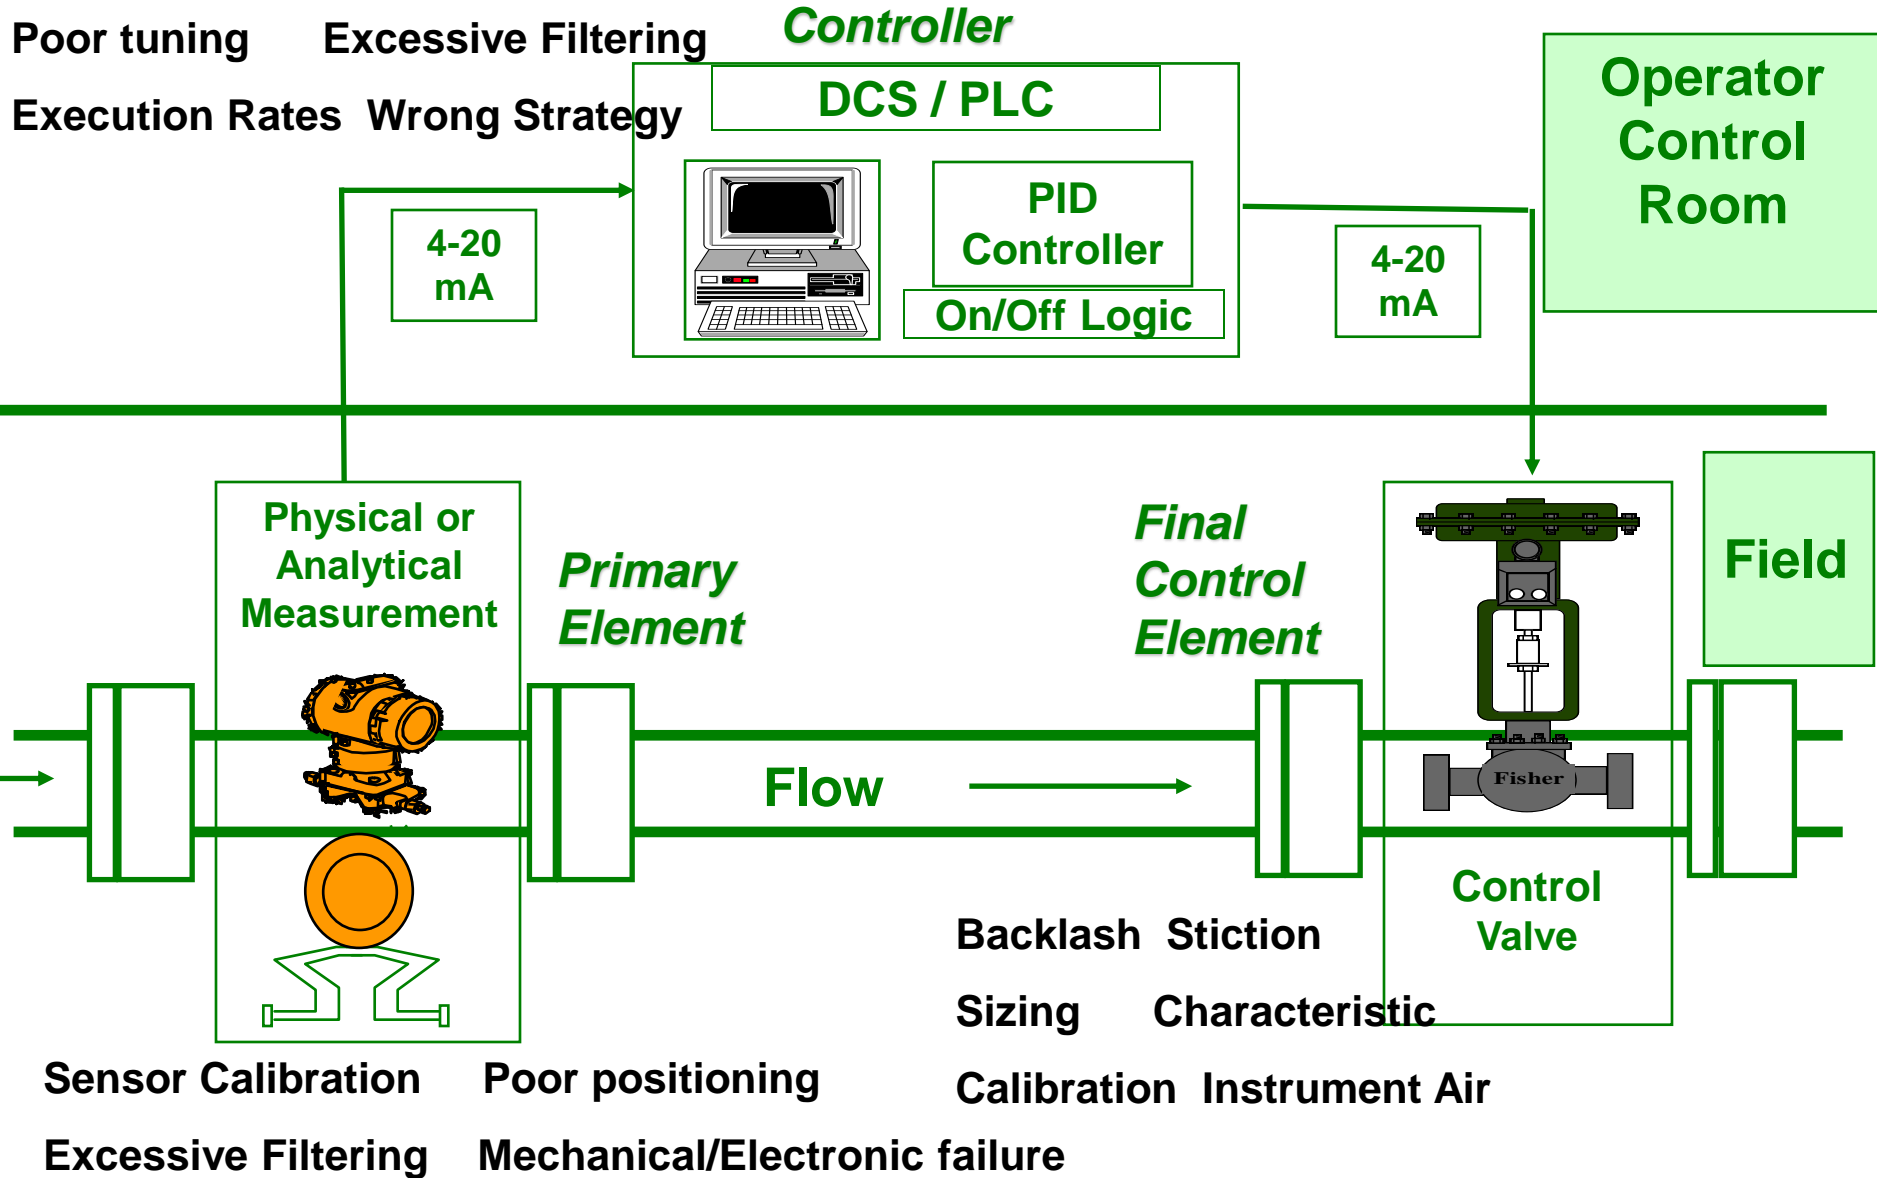 Poor tuning Excessive Filtering
Execution Rates Wrong Strategy
Controller
DCS / PLC
PID
Controller
On/Off Logic
4-20
mA
4-20
mA
Operator
Control
Room
Physical or
Analytical
Measurement
Primary
Element
Final
Control
Element
Field
Flow
Fisher
Control
Valve
Backlash Stiction
Sizing Characteristic
Calibration Instrument Air
Sensor Calibration Poor positioning
Excessive Filtering Mechanical/Electronic failure